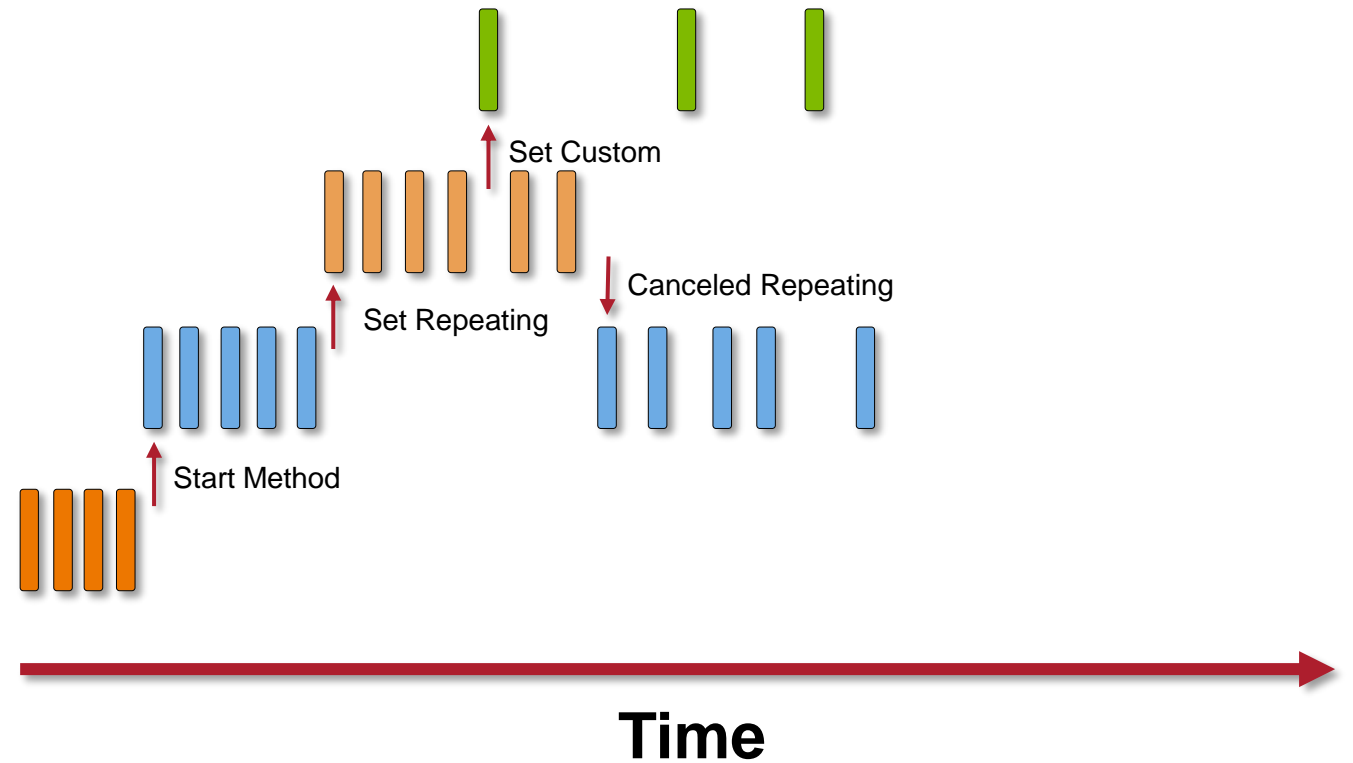 Set Custom
Canceled Repeating
Set Repeating
Start Method
Time